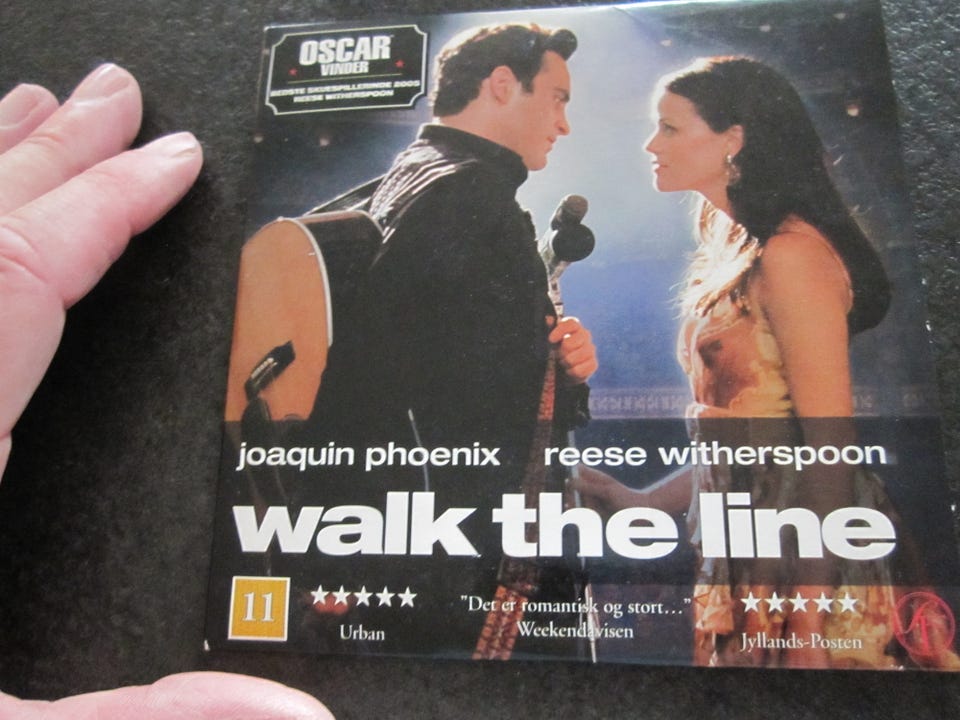 OSCAR
VINDER
BEDSTE SKUESPILLERINDE 2005
REESE WITHERSPOON
joaquin phoenix reese witherspoon
walk the line
11
Urban
"Det er romantisk og stort..."
Weekendavisen
Jyllands-Posten